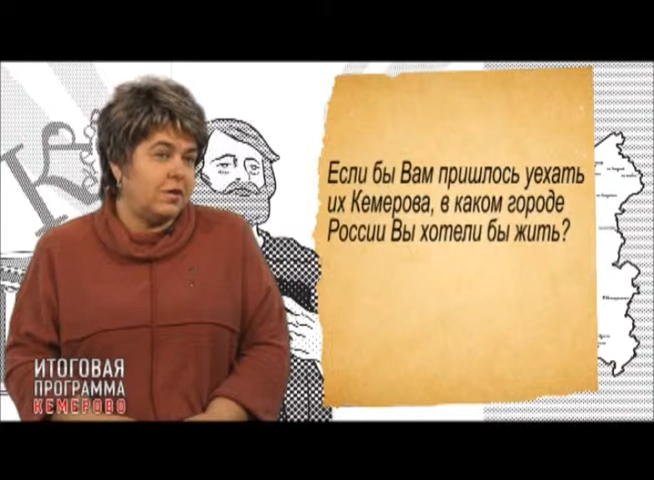 Если бы Вам пришлось уехать
их Кемерова, в каком городе
России Вы хотели бы жить?
ИТОГОВАЯ
ПРОГРАММА
КЕМЕРОВО